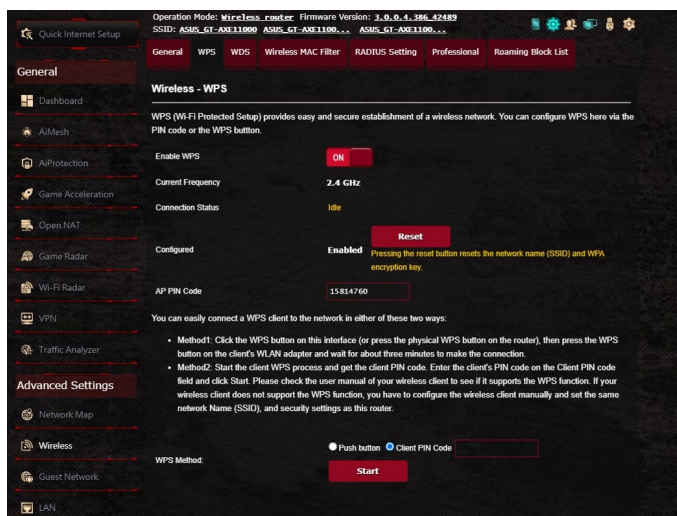 Operation Mode: Wireless router Firmware Version: 3.0.0.4.386_42489
SSID: ASUS_GT-AXE11000 ASUS_GT-AXE1100... ASUS_GT-AXE1100...
Quick Internet Setup
General WPS WDS Wireless MAC Filter RADIUS Setting Professional Roaming Block List
General
Dashboard
AiMesh
AiProtection
Game Acceleration
Open NAT
Game Radar
Wi-Fi Radar
VPN
Traffic Analyzer
Advanced Settings
Network Map
Wireless
Guest Network
LAN
Wireless - WPS
WPS (Wi-Fi Protected Setup) provides easy and secure establishment of a wireless network. You can configure WPS here via the
PIN code or the WPS buttton.
Enable WPS ON
Current Frequency 2.4 GHz
Connection Status Idle
Configured Enabled Reset
Pressing the reset button resets the network name (SSID) and WPA
encryption key.
AP PIN Code 15814760
You can easily connect a WPS client to the network in either of these two ways:
• Method1: Click the WPS button on this interface (or press the physical WPS button on the router), then press the WPS
button on the client's WLAN adapter and wait for about three minutes to make the connection.
• Method2: Start the client WPS process and get the client PIN code. Enter the client's PIN code on the Client PIN code
field and click Start. Please check the user manual of your wireless client to see if it supports the WPS function. If your
wireless client does not support the WPS function, you have to configure the wireless client manually and set the same
network Name (SSID), and security settings as this router.
WPS Method: Push button Client PIN Code
Start